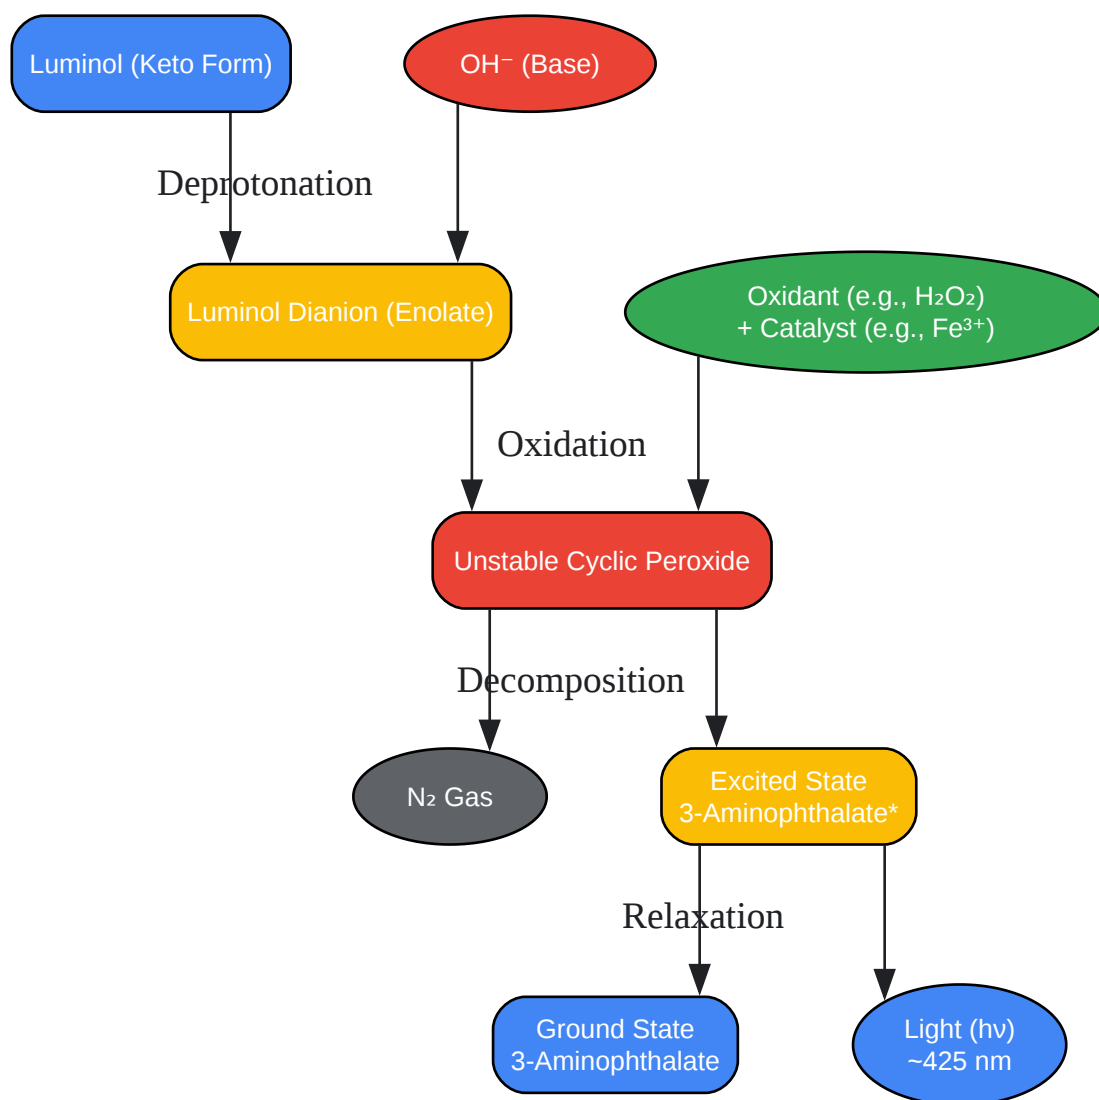 Luminol (Keto Form)
OH⁻ (Base)
Deprotonation
Luminol Dianion (Enolate)
Oxidant (e.g., H₂O₂)
+ Catalyst (e.g., Fe³⁺)
Oxidation
Unstable Cyclic Peroxide
Decomposition
N₂ Gas
Excited State
3-Aminophthalate*
Relaxation
Ground State
3-Aminophthalate
Light (hν)
~425 nm